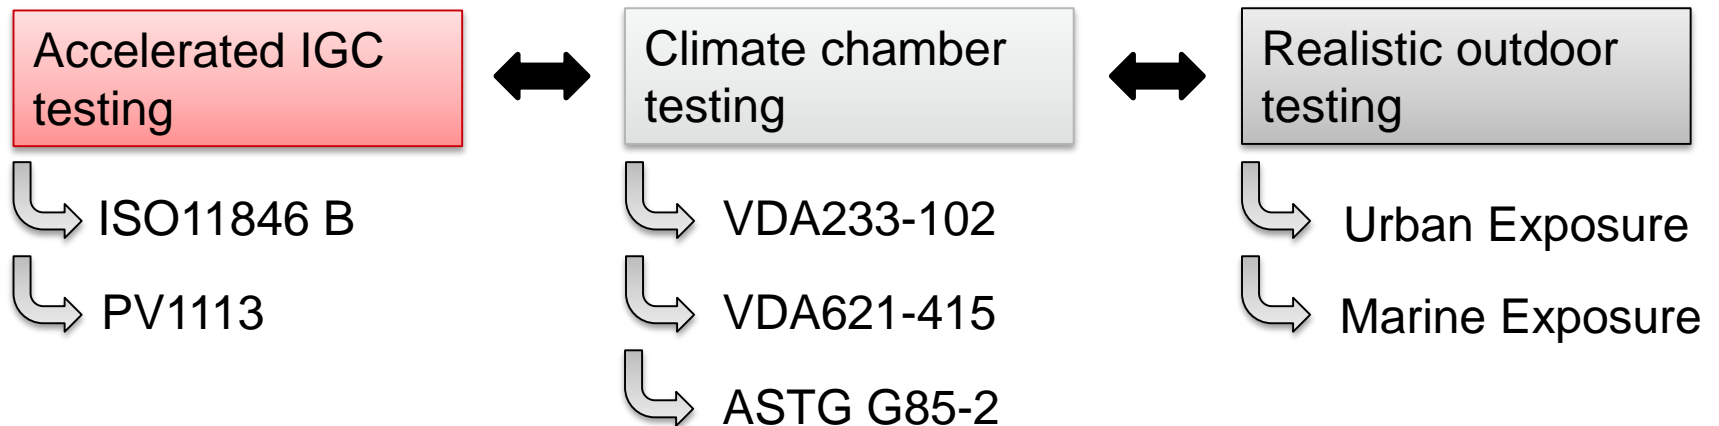 Accelerated IGC
testing
ISO11846 B
PV1113
Climate chamber
testing
VDA233-102
VDA621-415
ASTG G85-2
Realistic outdoor
testing
Urban Exposure
Marine Exposure